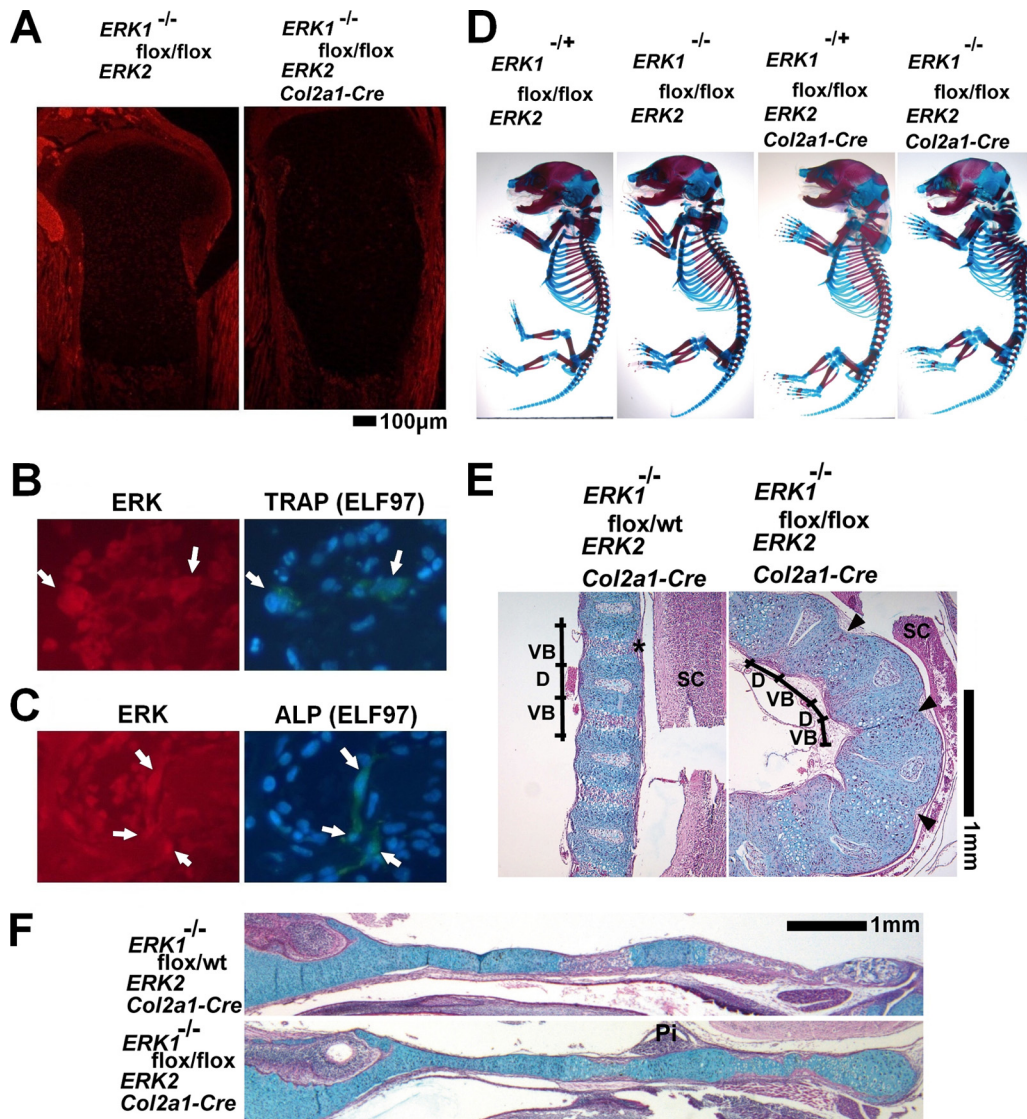 A
ERK1 -/-
flox/flox
ERK2
ERK1 -/-
flox/flox
ERK2
Col2a1-Cre
100µm
B
ERK
TRAP (ELF97)
C
ERK
ALP (ELF97)
D
ERK1 -/+
flox/flox
ERK2
ERK1 -/-
flox/flox
ERK2
ERK1 -/+
flox/flox
ERK2
Col2a1-Cre
ERK1 -/-
flox/flox
ERK2
Col2a1-Cre
E
ERK1 -/-
flox/wt
ERK2
Col2a1-Cre
ERK1 -/-
flox/flox
ERK2
Col2a1-Cre
VB
D
VB
*
SC
D
VB
D
VB
SC
1mm
F
ERK1 -/-
flox/wt
ERK2
Col2a1-Cre
1mm
ERK1 -/-
flox/flox
ERK2
Col2a1-Cre
Pi